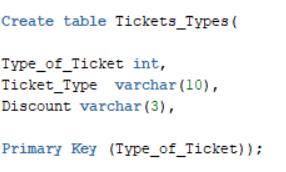 Create table Tickets_Types(
Type_of_Ticket int,
Ticket_Type varchar(10),
Discount varchar(3),
Primary Key (Type_of_Ticket));